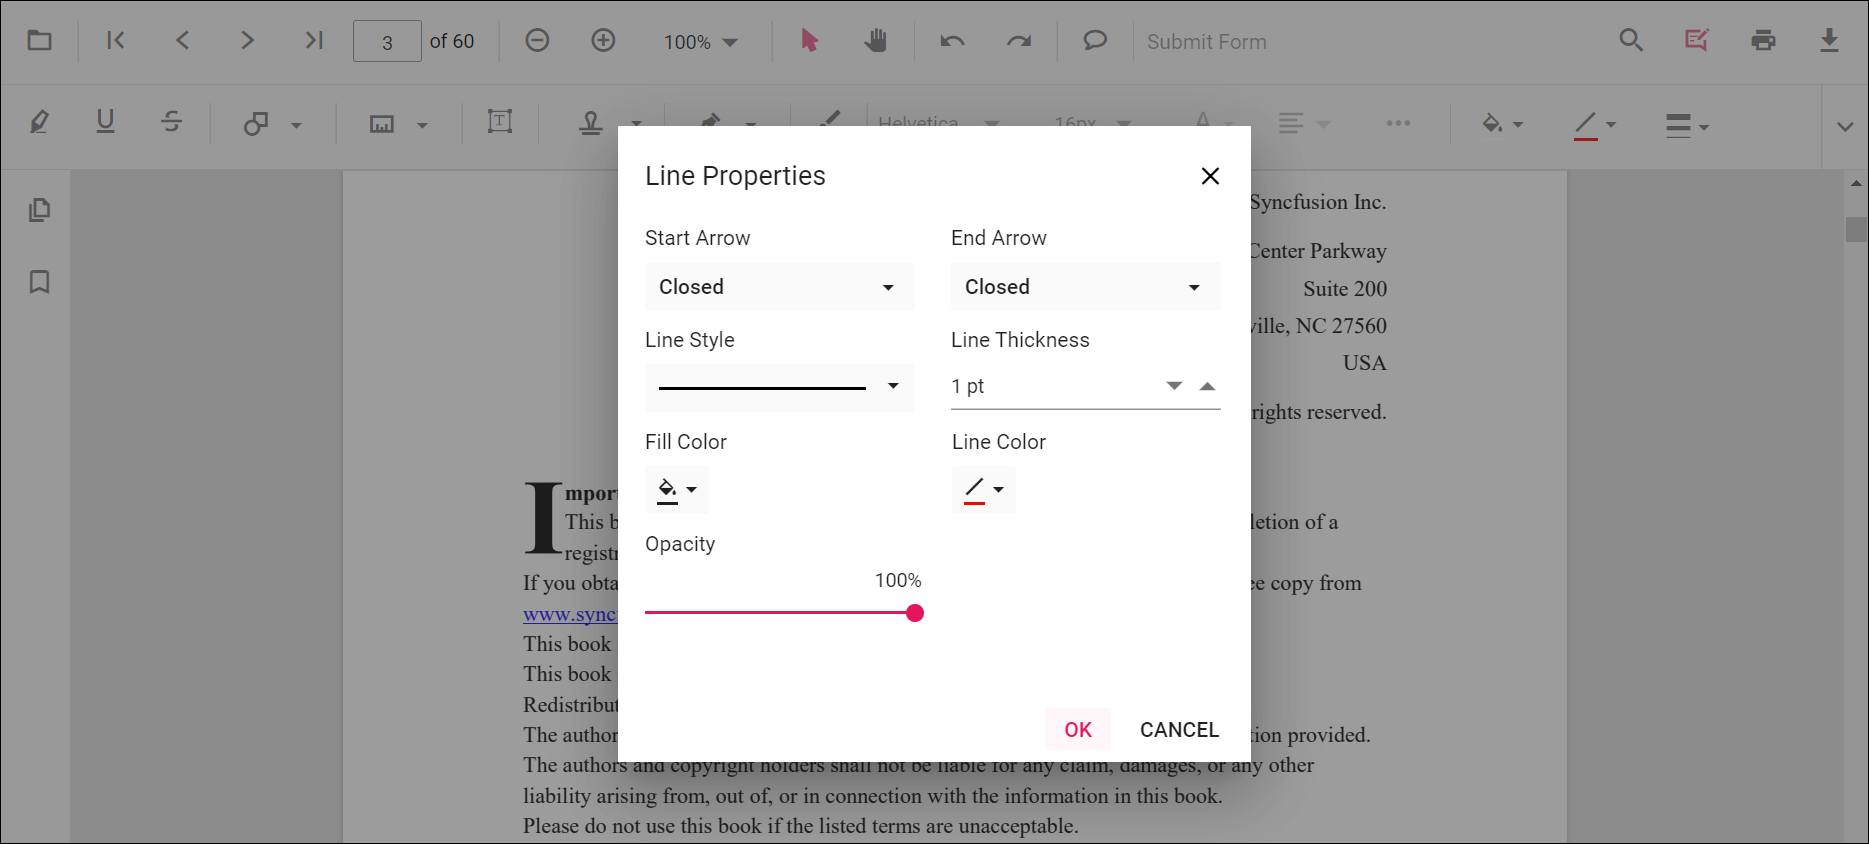 3 of 60
100%
Submit Form
Helvetica
16px
Line Properties
Start Arrow
End Arrow
Closed
Closed
Line Style
Line Thickness
1 pt
Fill Color
Line Color
Opacity
100%
OK
CANCEL
Syncfusion Inc.
Center Parkway
Suite 200
ville, NC 27560
USA
rights reserved.
Impor
This b
letion of a
registr
If you obta
ee copy from
www.sync
This book
This book
Redistribut
The author
tion provided.
The authors and copyright holders shall not be liable for any claim, damages, or any other
liability arising from, out of, or in connection with the information in this book.
Please do not use this book if the listed terms are unacceptable.